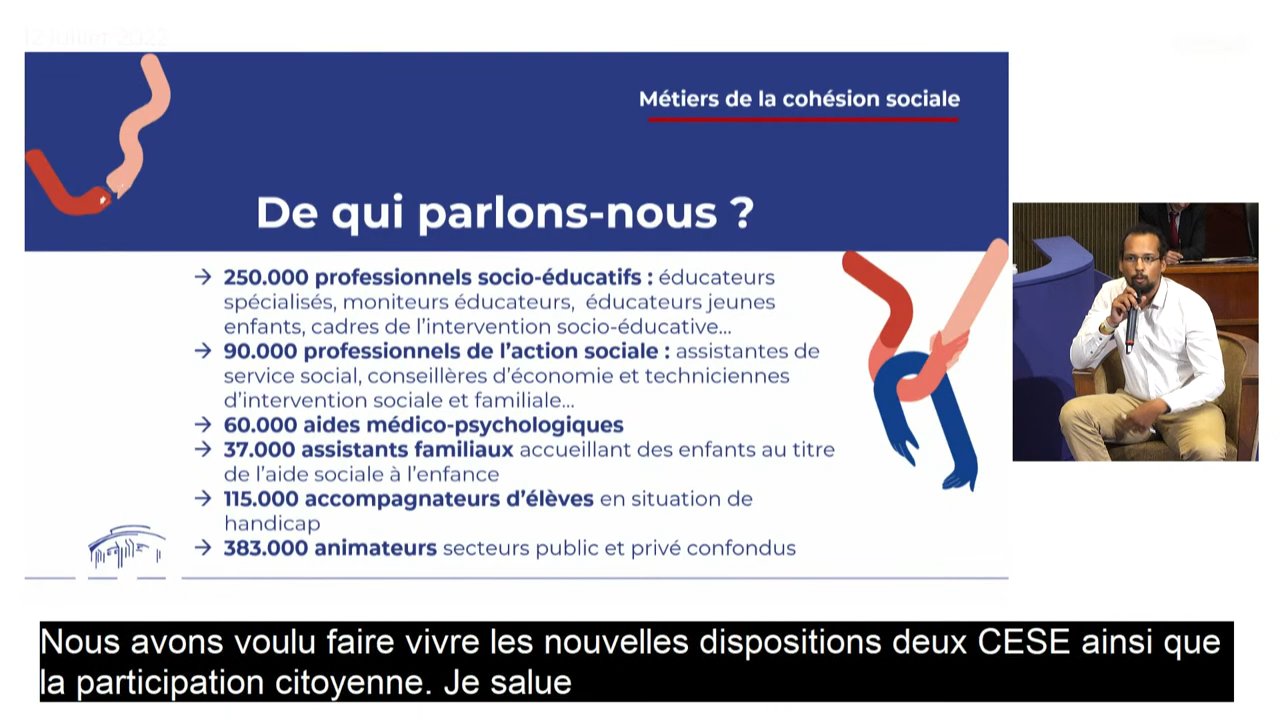 12 juillet 2022
Métiers de la cohésion sociale
De qui parlons-nous ?
→ 250.000 professionnels socio-éducatifs : éducateurs
spécialisés, moniteurs éducateurs, éducateurs jeunes
enfants, cadres de l'intervention socio-éducative...
→ 90.000 professionnels de l'action sociale : assistantes de
service social, conseillères d'économie et techniciennes
d'intervention sociale et familiale...
→ 60.000 aides médico-psychologiques
→ 37.000 assistants familiaux accueillant des enfants au titre
de l'aide sociale à l'enfance
→ 115.000 accompagnateurs d'élèves en situation de
handicap
→ 383.000 animateurs secteurs public et privé confondus
Nous avons voulu faire vivre les nouvelles dispositions deux CESE ainsi que
la participation citoyenne. Je salue